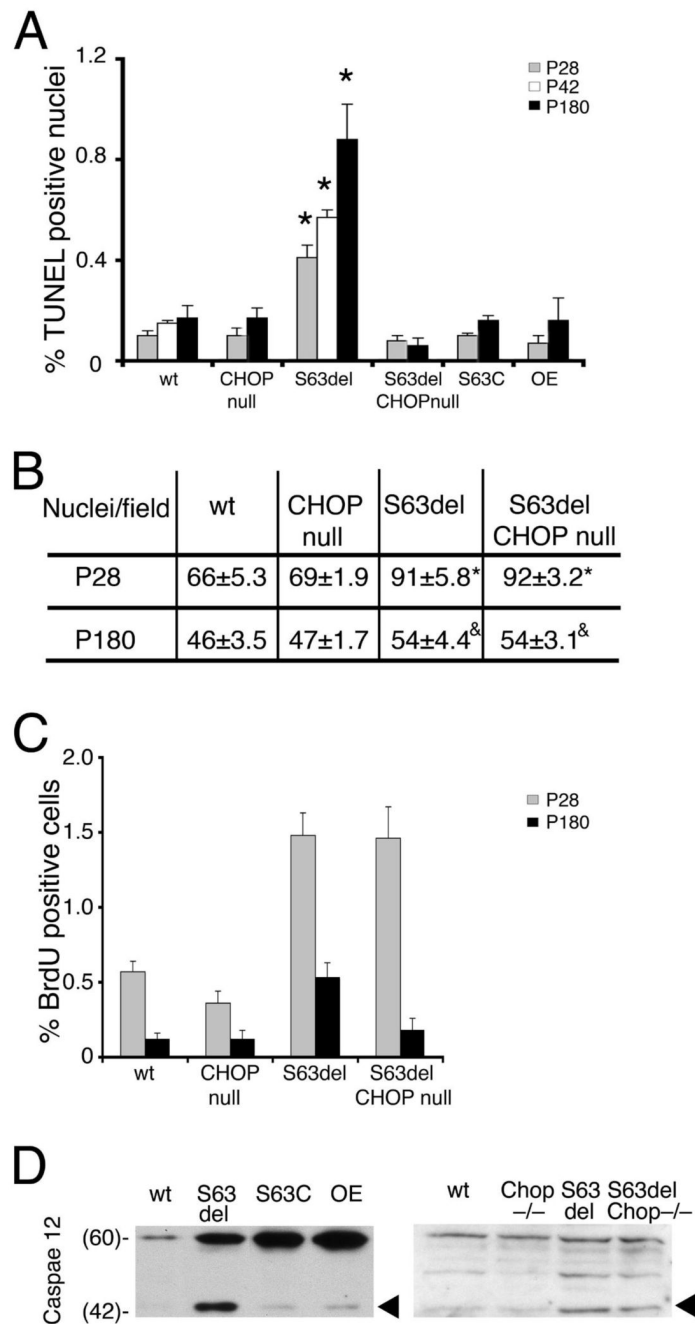 A
% TUNEL positive nuclei
1.2
0.8
0.4
0
* * *
P28
P42
P180
wt CHOP null S63del S63del CHOPnull S63C OE
B
Nuclei/field wt CHOP null S63del S63del CHOP null
P28 66±5.3 69±1.9 91±5.8* 92±3.2*
P180 46±3.5 47±1.7 54±4.4& 54±3.1&
C
% BrdU positive cells
2.0
1.5
1.0
0.5
0
P28
P180
wt CHOP null S63del S63del CHOP null
D
wt S63 del S63C OE
wt Chop –/– S63 del S63del Chop–/–
Caspae 12
(60)-
(42)-